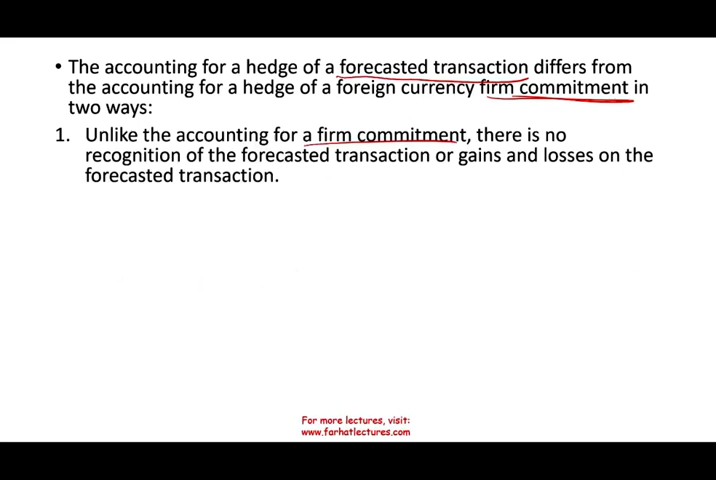 • The accounting for a hedge of a forecasted transaction differs from
the accounting for a hedge of a foreign currency firm commitment in
two ways:
1. Unlike the accounting for a firm commitment, there is no
recognition of the forecasted transaction or gains and losses on the
forecasted transaction.
For more lectures, visit:
www.farhatlectures.com